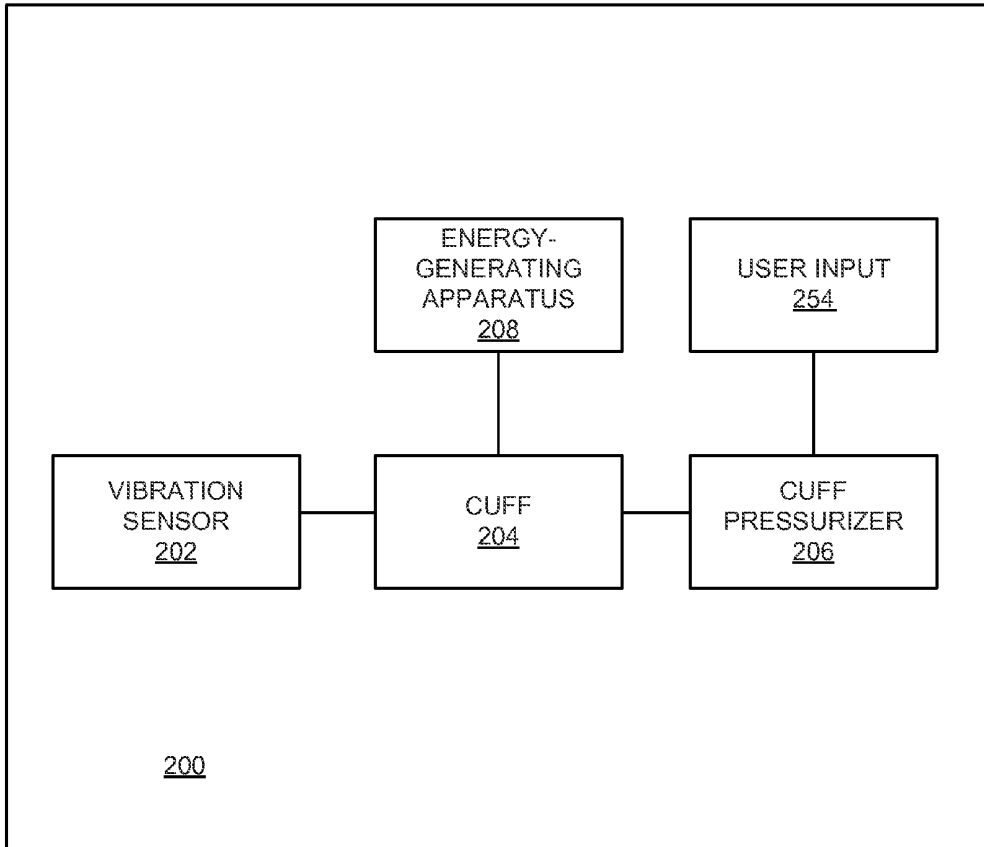 ENERGY-
GENERATING
APPARATUS
208
USER INPUT
254
VIBRATION
SENSOR
202
CUFF
204
CUFF
PRESSURIZER
206
200